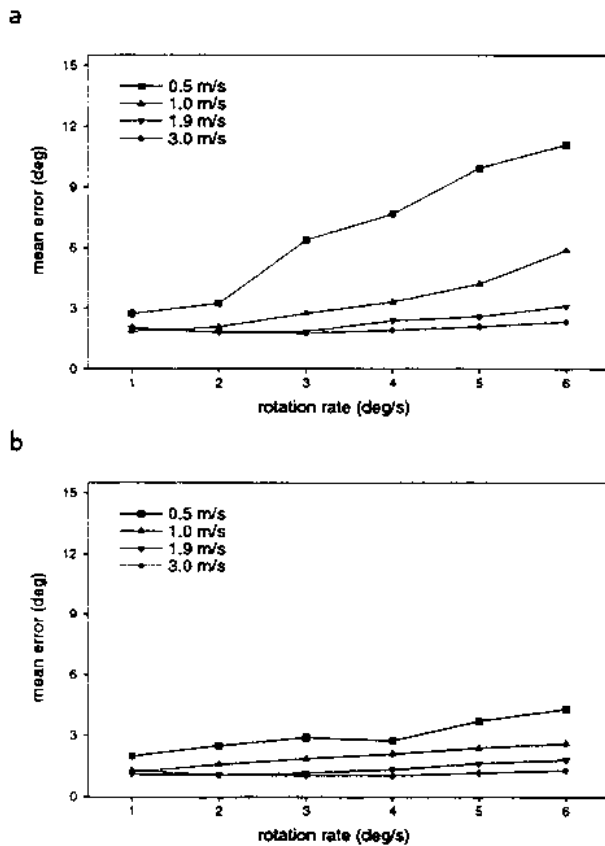 a
15
12
9
6
3
0
mean error (deg)
0.5 m/s
1.0 m/s
1.9 m/s
3.0 m/s
1 2 3 4 5 6
rotation rate (deg/s)
b
15
12
9
6
3
0
mean error (deg)
0.5 m/s
1.0 m/s
1.9 m/s
3.0 m/s
1 2 3 4 5 6
rotation rate (deg/s)